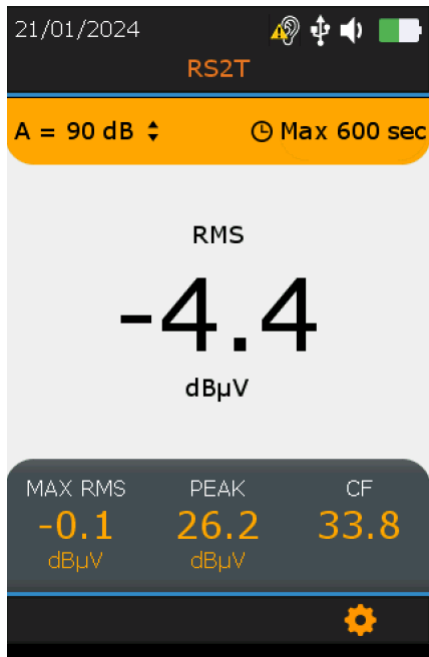 21/01/2024
RS2T
A = 90 dB Max 600 sec
RMS
-4.4
dBµV
MAX RMS PEAK CF
-0.1 26.2 33.8
dBµV dBµV